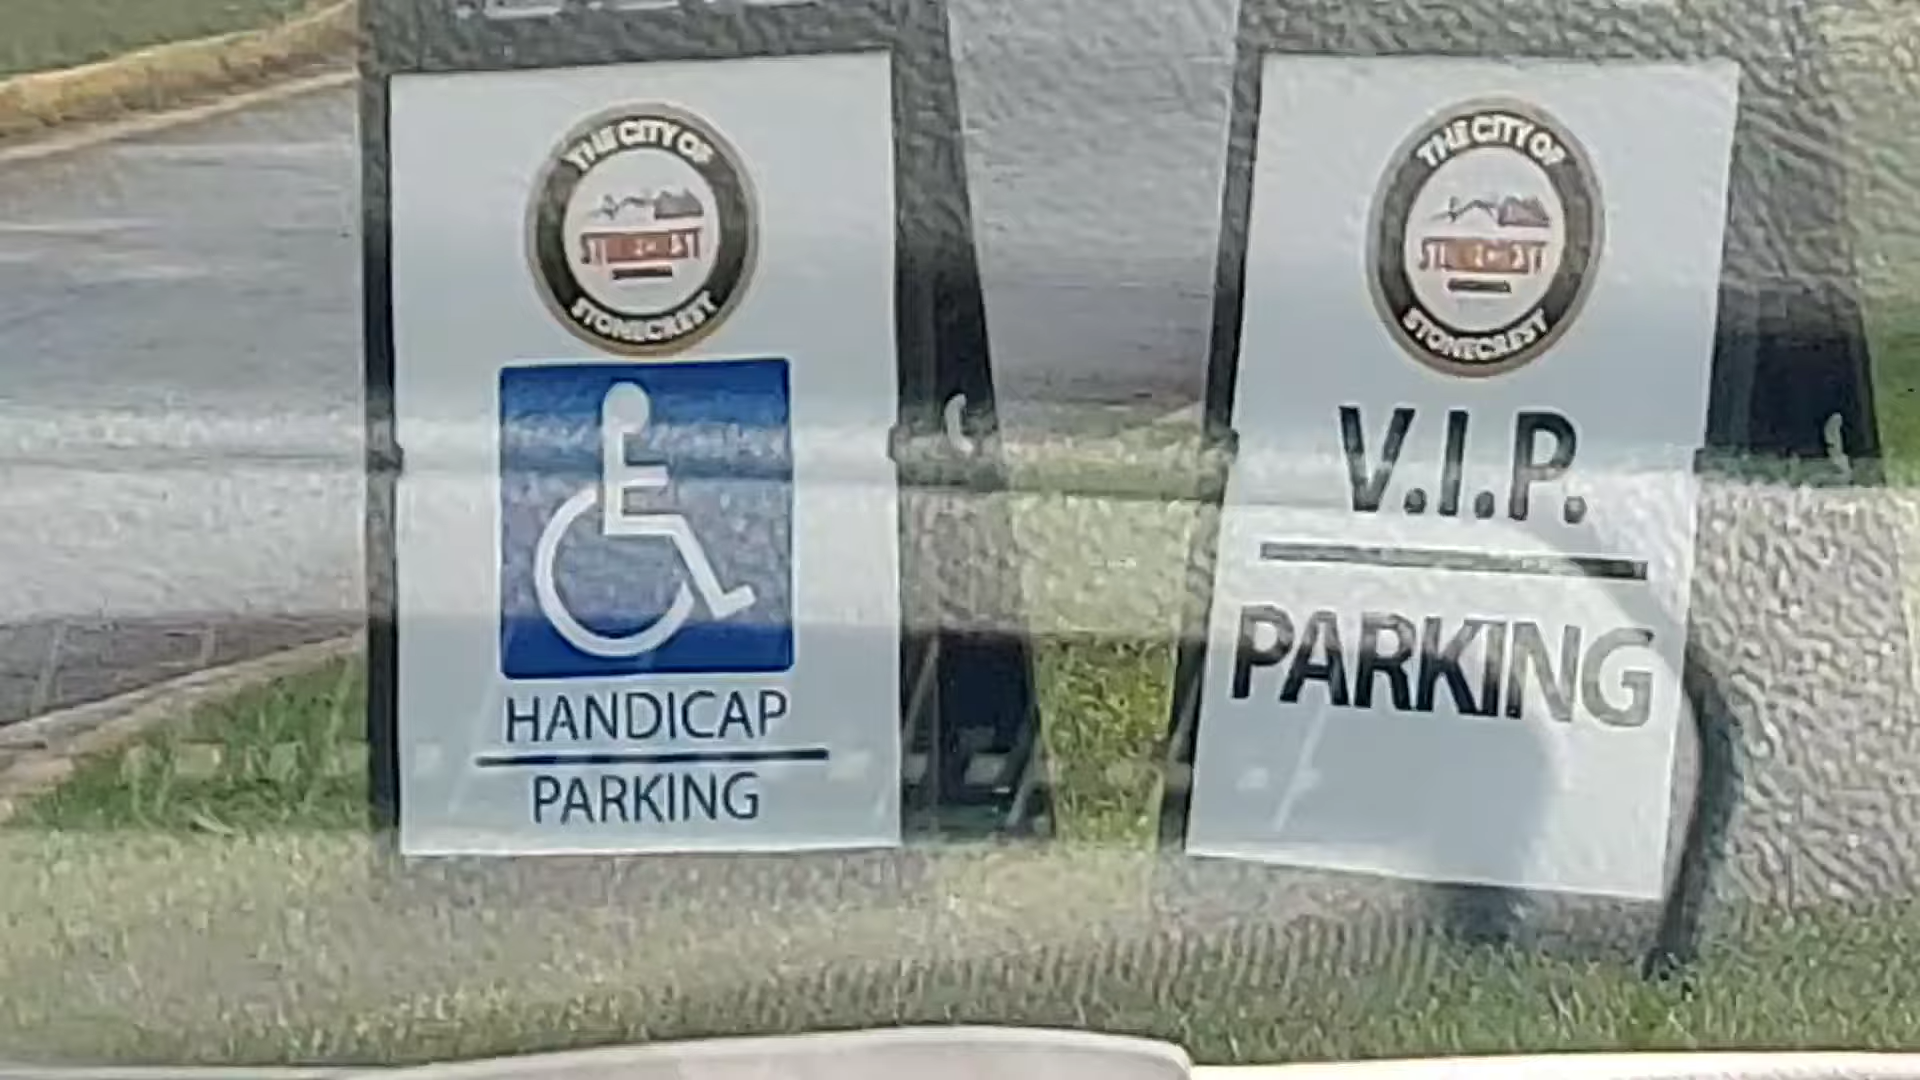 THE CITY OF
STONECREST
HANDICAP
PARKING
THE CITY OF
STONECREST
V.I.P.
PARKING